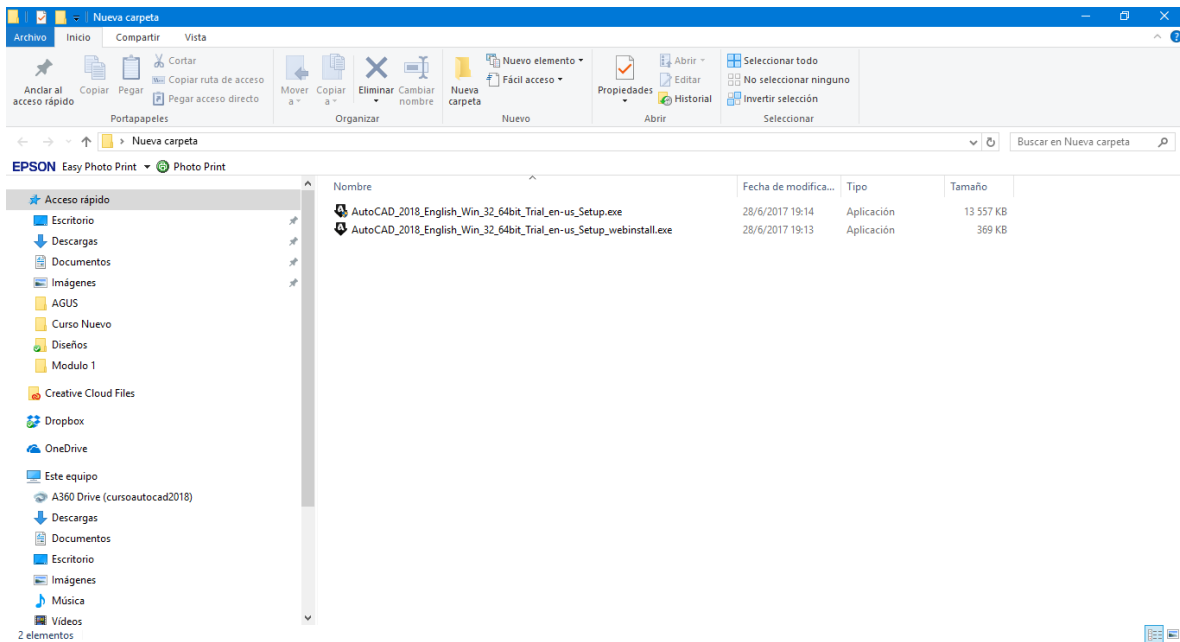 Nueva carpeta
Archivo Inicio Compartir Vista
Anclar al acceso rápido
Copiar
Pegar
Cortar
Copiar ruta de acceso
Pegar acceso directo
Portapapeles
Mover a
Copiar a
Eliminar
Cambiar nombre
Organizar
Nueva carpeta
Nuevo elemento
Fácil acceso
Nuevo
Propiedades
Abrir
Editar
Historial
Abrir
Seleccionar todo
No seleccionar ninguno
Invertir selección
Seleccionar
Nueva carpeta
Buscar en Nueva carpeta
EPSON Easy Photo Print Photo Print
Acceso rápido
Escritorio
Descargas
Documentos
Imágenes
AGUS
Curso Nuevo
Diseños
Modulo 1
Creative Cloud Files
Dropbox
OneDrive
Este equipo
A360 Drive (cursoautocad2018)
Descargas
Documentos
Escritorio
Imágenes
Música
Vídeos
Nombre Fecha de modifica... Tipo Tamaño
AutoCAD_2018_English_Win_32_64bit_Trial_en-us_Setup.exe 28/6/2017 19:14 Aplicación 13 557 KB
AutoCAD_2018_English_Win_32_64bit_Trial_en-us_Setup_webinstall.exe 28/6/2017 19:13 Aplicación 369 KB
2 elementos